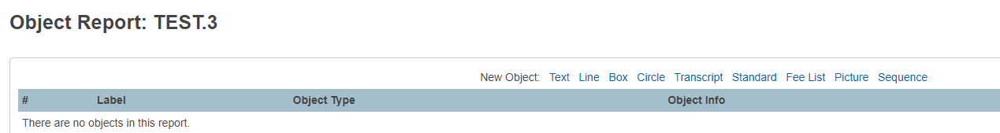 Object Report: TEST.3
New Object: Text Line Box Circle Transcript Standard Fee List Picture Sequence
# Label Object Type Object Info
There are no objects in this report.